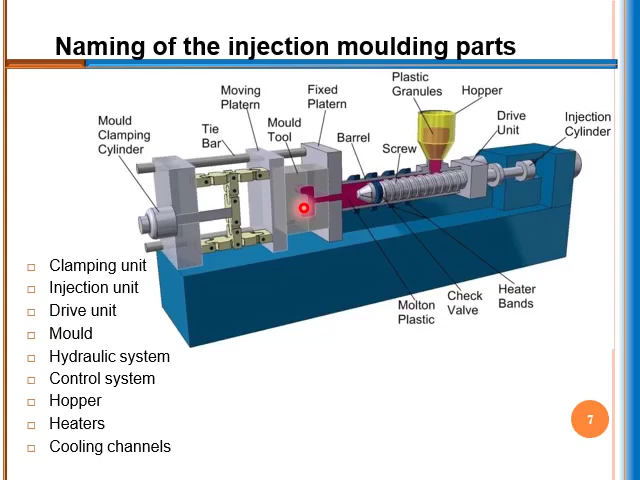 Naming of the injection moulding parts
Plastic
Granules
Hopper
Moving
Platern
Fixed
Platern
Mould
Clamping
Cylinder
Tie
Bar
Mould
Tool
Barrel
Screw
Drive
Unit
Injection
Cylinder
Molton
Plastic
Check
Valve
Heater
Bands
Clamping unit
Injection unit
Drive unit
Mould
Hydraulic system
Control system
Hopper
Heaters
Cooling channels
7